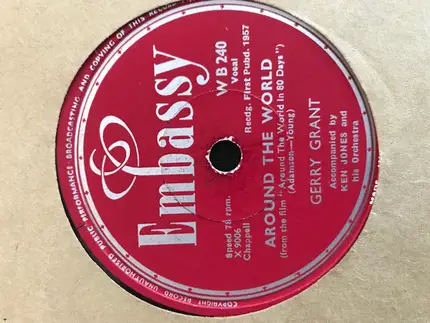 COPYRIGHT RECORD UNAUTHORISED PUBLIC PERFORMANCE, BROADCASTING AND COPYING OF THIS RECORD
Embassy
Speed 78 rpm. W B 240
X 9006 Vocal
Chappell Recdg. First Pubd. 1957
AROUND THE WORLD
(from the film "Around The World in 80 Days")
(Adamson—Young)
GERRY GRANT
Accompanied by
KEN JONES and
his Orchestra
MADE